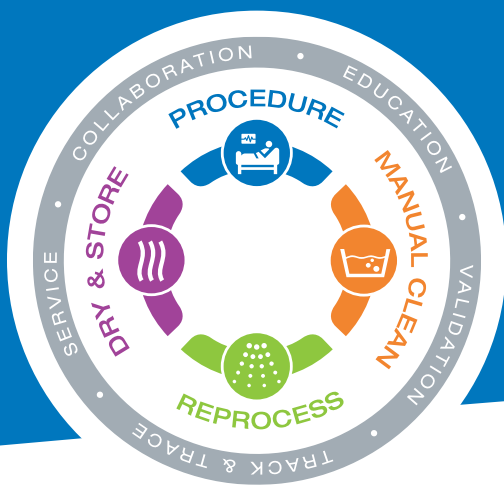 COLLABORATION
EDUCATION
VALIDATION
TRACK & TRACE
SERVICE
PROCEDURE
MANUAL CLEAN
REPROCESS
DRY & STORE